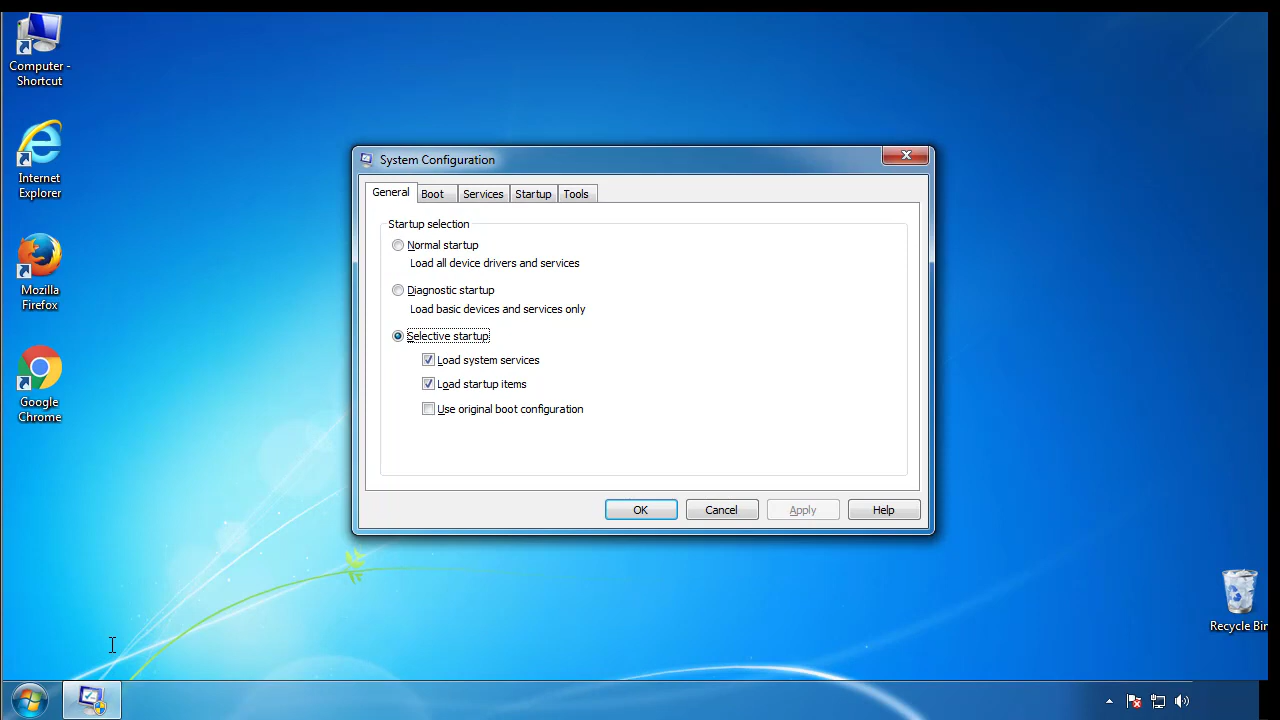 Computer -
Shortcut
Internet
Explorer
Mozilla
Firefox
Google
Chrome
System Configuration
General Boot Services Startup Tools
Startup selection
Normal startup
Load all device drivers and services
Diagnostic startup
Load basic devices and services only
Selective startup
Load system services
Load startup items
Use original boot configuration
OK Cancel Apply Help
Recycle Bin